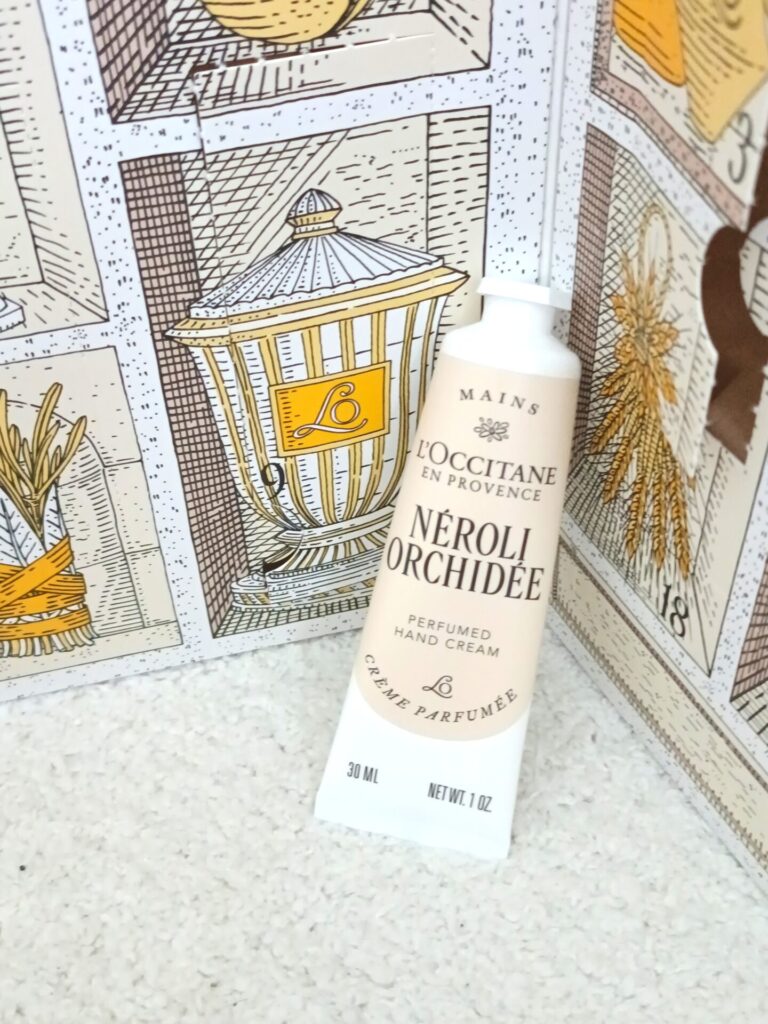 3
LO
9
18
MAINS
L'OCCITANE
EN PROVENCE
NÉROLI
ORCHIDÉE
PERFUMED
HAND CREAM
LO
CRÈME PARFUMÉE
30 ML
NET WT. 1 OZ.